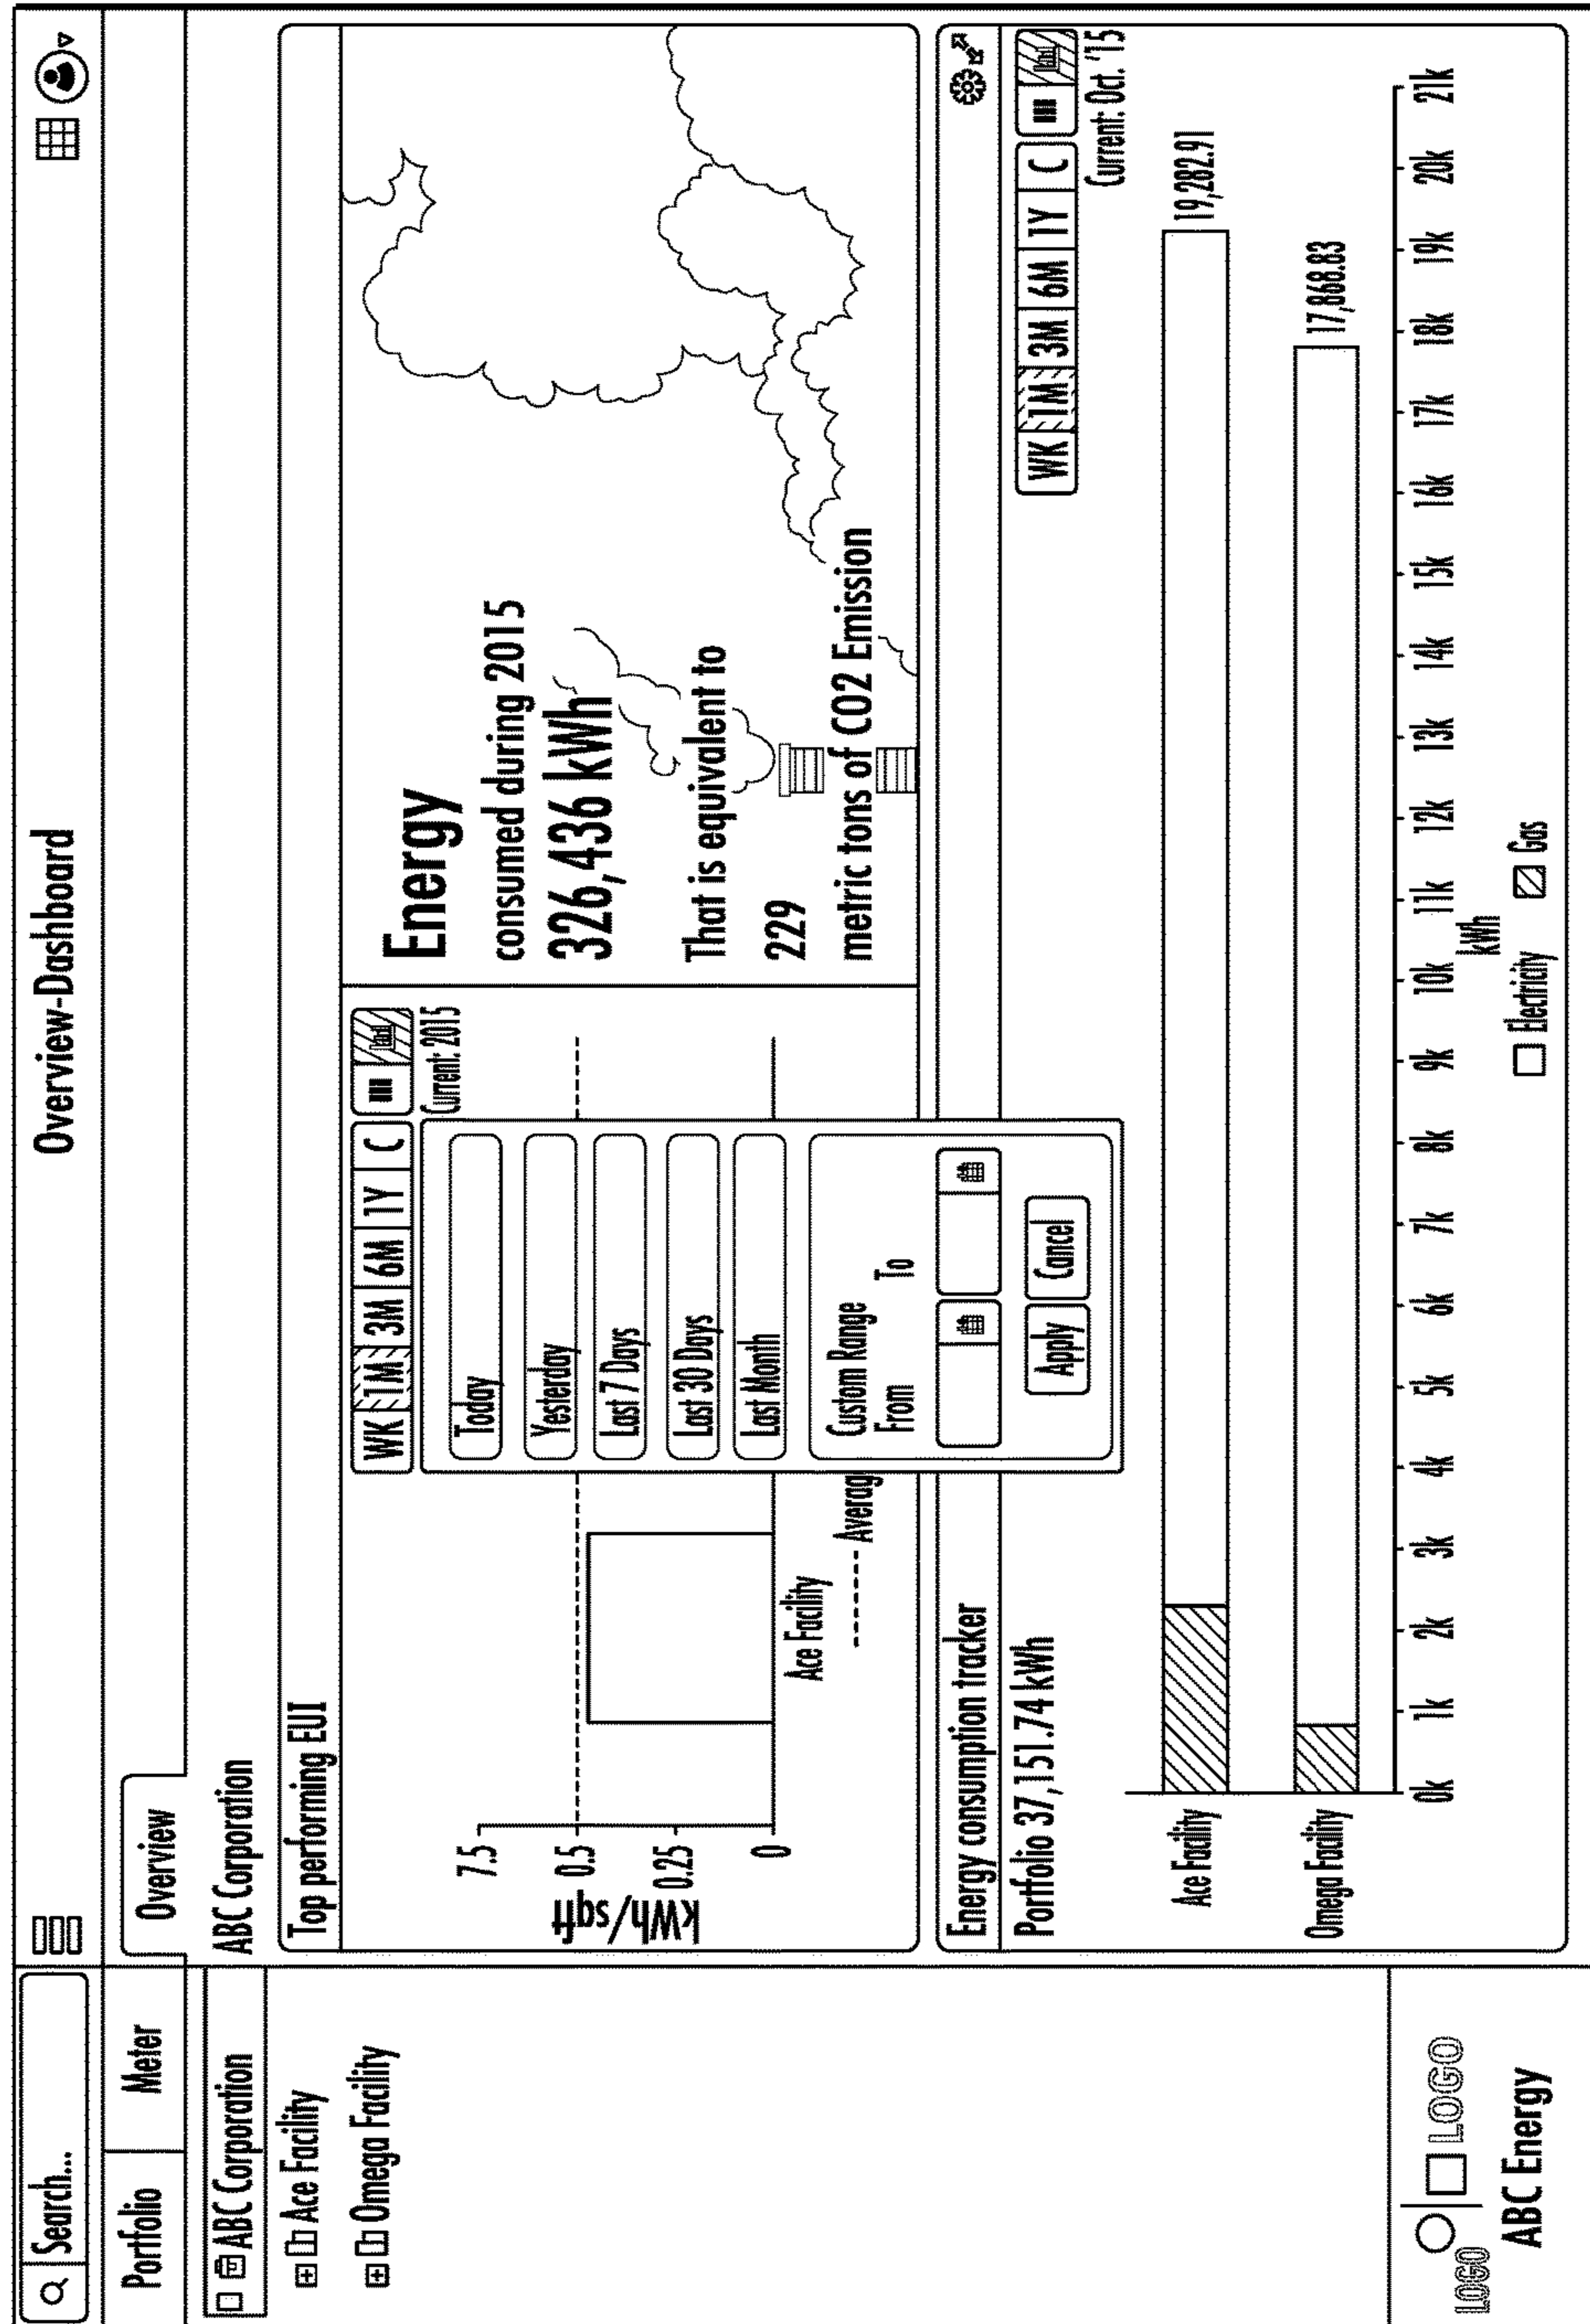 Search...
Overview-Dashboard
Portfolio
Meter
Overview
ABC Corporation
Ace Facility
Omega Facility
LOGO
LOGO
ABC Energy
ABC Corporation
Top performing EUI
WK 1M 3M 6M 1Y C
Current: 2015
kWh/sqft
7.5
0.5
0.25
0
Ace Facility
Averag
Today
Yesterday
Last 7 Days
Last 30 Days
Last Month
Custom Range
From To
Apply Cancel
Energy
consumed during 2015
326,436 kWh
That is equivalent to
229
metric tons of CO2 Emission
Energy consumption tracker
Portfolio 37,151.74 kWh
WK 1M 3M 6M 1Y C
Current: Oct. '15
Ace Facility
19,282.91
Omega Facility
17,868.83
0k 1k 2k 3k 4k 5k 6k 7k 8k 9k 10k 11k 12k 13k 14k 15k 16k 17k 18k 19k 20k 21k
kWh
Electricity Gas